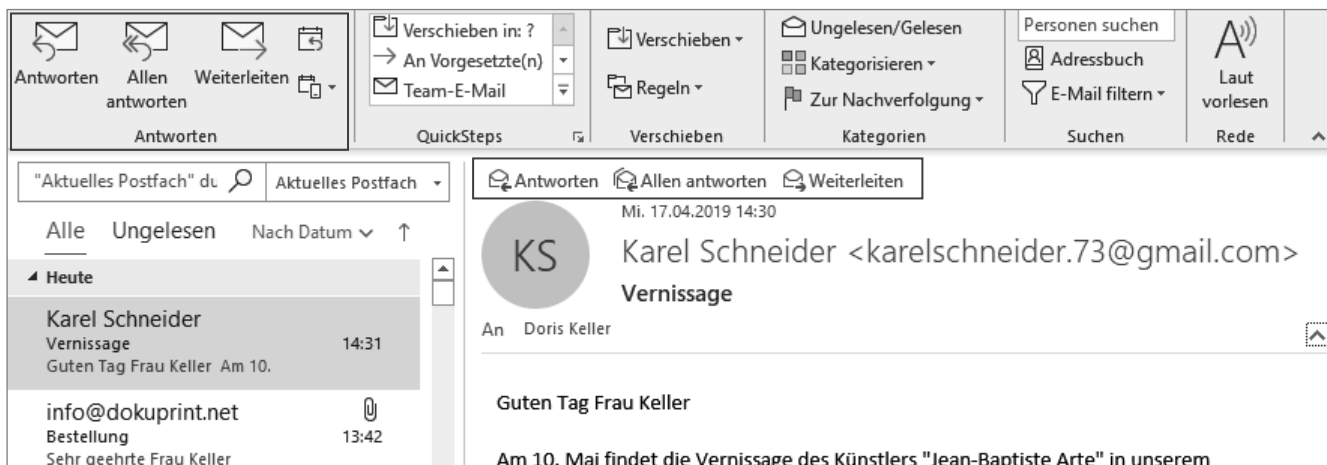 Antworten
Allen antworten
Weiterleiten
Antworten
Verschieben in: ?
An Vorgesetzte(n)
Team-E-Mail
QuickSteps
Verschieben
Regeln
Verschieben
Ungelesen/Gelesen
Kategorisieren
Zur Nachverfolgung
Kategorien
Personen suchen
Adressbuch
E-Mail filtern
Suchen
A
Laut
vorlesen
Rede
"Aktuelles Postfach" du
Aktuelles Postfach
Alle Ungelesen Nach Datum
Heute
Karel Schneider
Vernissage 14:31
Guten Tag Frau Keller Am 10.
info@dokuprint.net
Bestellung 13:42
Sehr geehrte Frau Keller
Antworten Allen antworten Weiterleiten
Mi. 17.04.2019 14:30
KS
Karel Schneider <karelschneider.73@gmail.com>
Vernissage
An Doris Keller
Guten Tag Frau Keller
Am 10. Mai findet die Vernissage des Künstlers "Jean-Baptiste Arte" in unserem